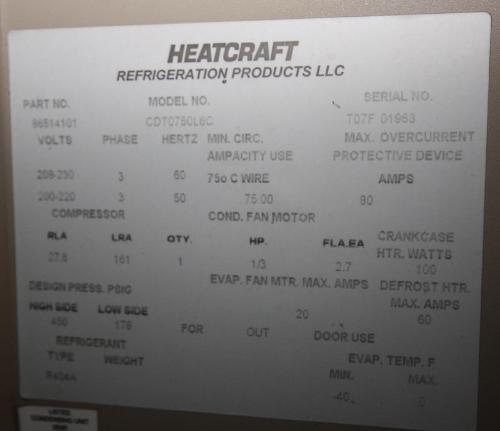 HEATCRAFT
REFRIGERATION PRODUCTS LLC
PART NO. MODEL NO. SERIAL NO.
86514101 CDT0750L6C T07F 01963
VOLTS PHASE HERTZ MIN. CIRC. MAX. OVERCURRENT
AMPACITY USE PROTECTIVE DEVICE
208-230 3 60 75o C WIRE AMPS
200-220 3 50 75.00 80
COMPRESSOR COND. FAN MOTOR
RLA LRA QTY. HP. FLA.EA CRANKCASE
HTR. WATTS
27.6 161 1 1/3 2.7 100
DESIGN PRESS. PSIG EVAP. FAN MTR. MAX. AMPS DEFROST HTR.
HIGH SIDE LOW SIDE MAX. AMPS
450 178 20 60
FOR OUT DOOR USE
REFRIGERANT
TYPE WEIGHT EVAP. TEMP. F
MIN. MAX.
R404A -40 0
LISTED
CONDENSING UNIT